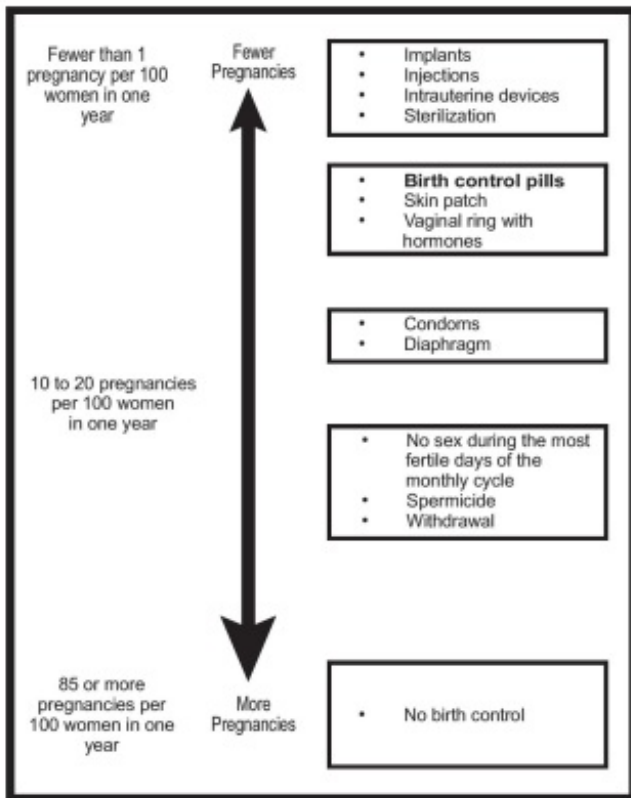 Fewer than 1
pregnancy per 100
women in one
year
Fewer
Pregnancies
• Implants
• Injections
• Intrauterine devices
• Sterilization
• Birth control pills
• Skin patch
• Vaginal ring with
hormones
• Condoms
• Diaphragm
10 to 20 pregnancies
per 100 women
in one year
• No sex during the most
fertile days of the
monthly cycle
• Spermicide
• Withdrawal
85 or more
pregnancies per
100 women in one
year
More
Pregnancies
• No birth control